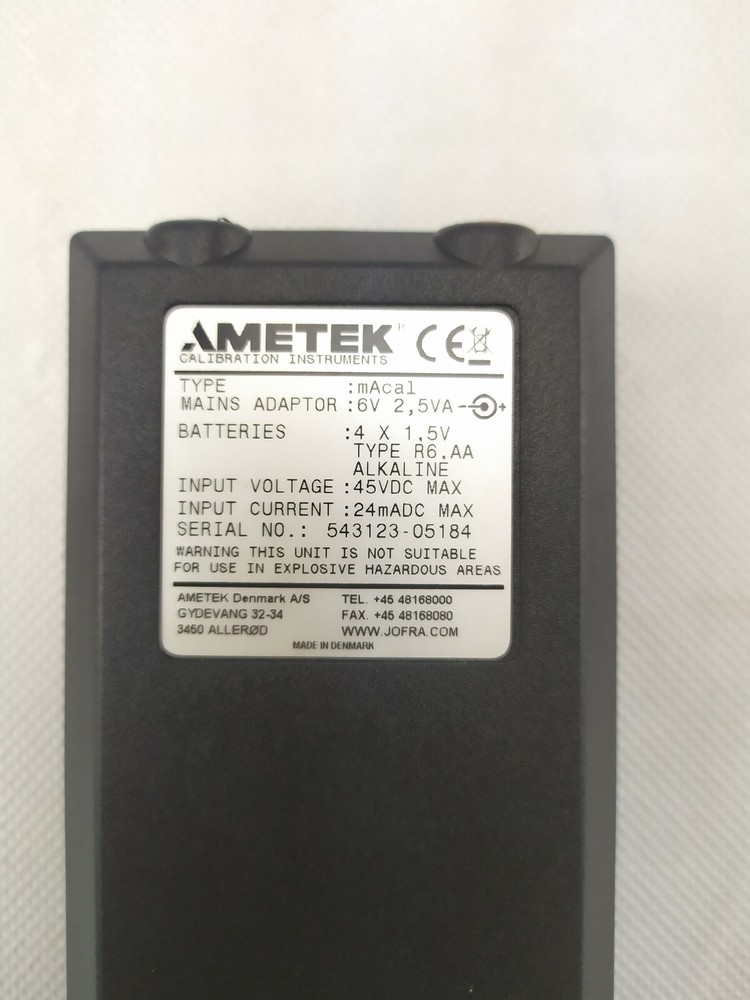 AMETEK
CALIBRATION INSTRUMENTS
CE
TYPE :mAcal
MAINS ADAPTOR :6V 2,5VA - +
BATTERIES :4 X 1.5V
TYPE R6.AA
ALKALINE
INPUT VOLTAGE :45VDC MAX
INPUT CURRENT :24mADC MAX
SERIAL NO.: 543123-05184
WARNING THIS UNIT IS NOT SUITABLE
FOR USE IN EXPLOSIVE HAZARDOUS AREAS
AMETEK Denmark A/S TEL. +45 48168000
GYDEVANG 32-34 FAX. +45 48168080
3450 ALLERØD WWW.JOFRA.COM
MADE IN DENMARK